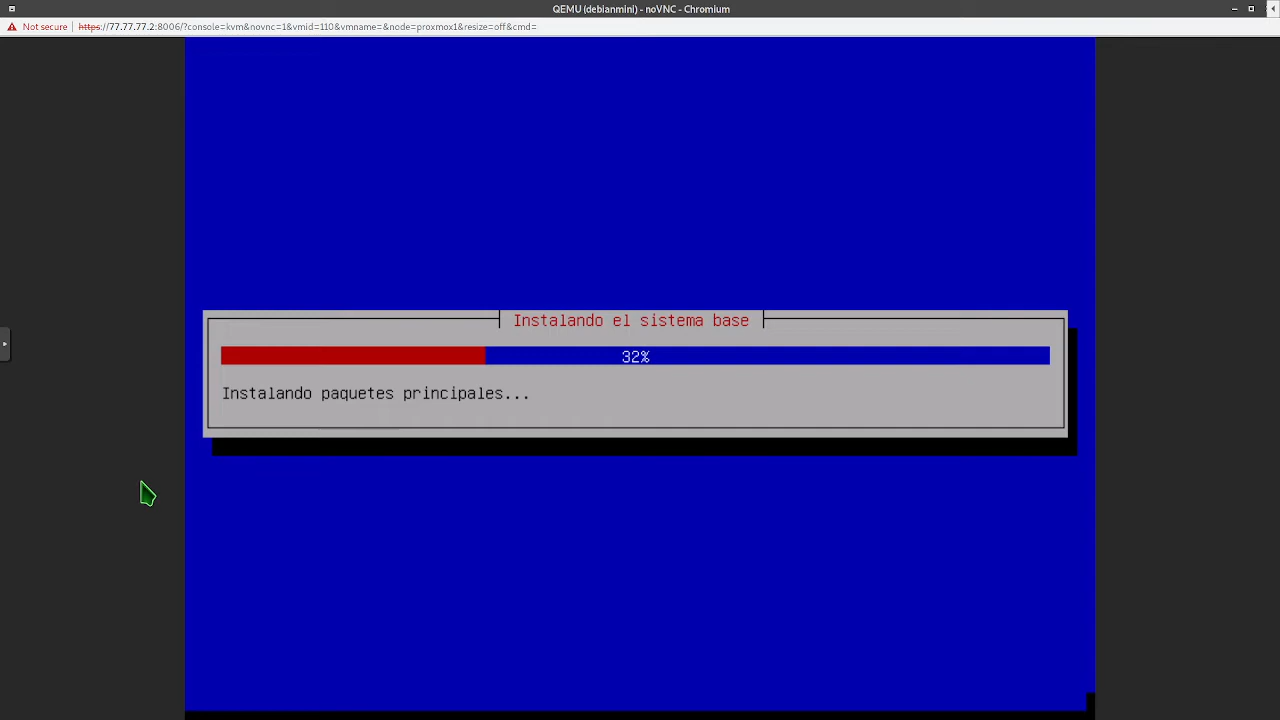 QEMU (debianmini) - noVNC - Chromium
Not secure | https://77.77.77.2:8006/?console=kvm&novnc=1&vmid=110&vmname=&node=proxmox1&resize=off&cmd=
Instalando el sistema base
32%
Instalando paquetes principales...